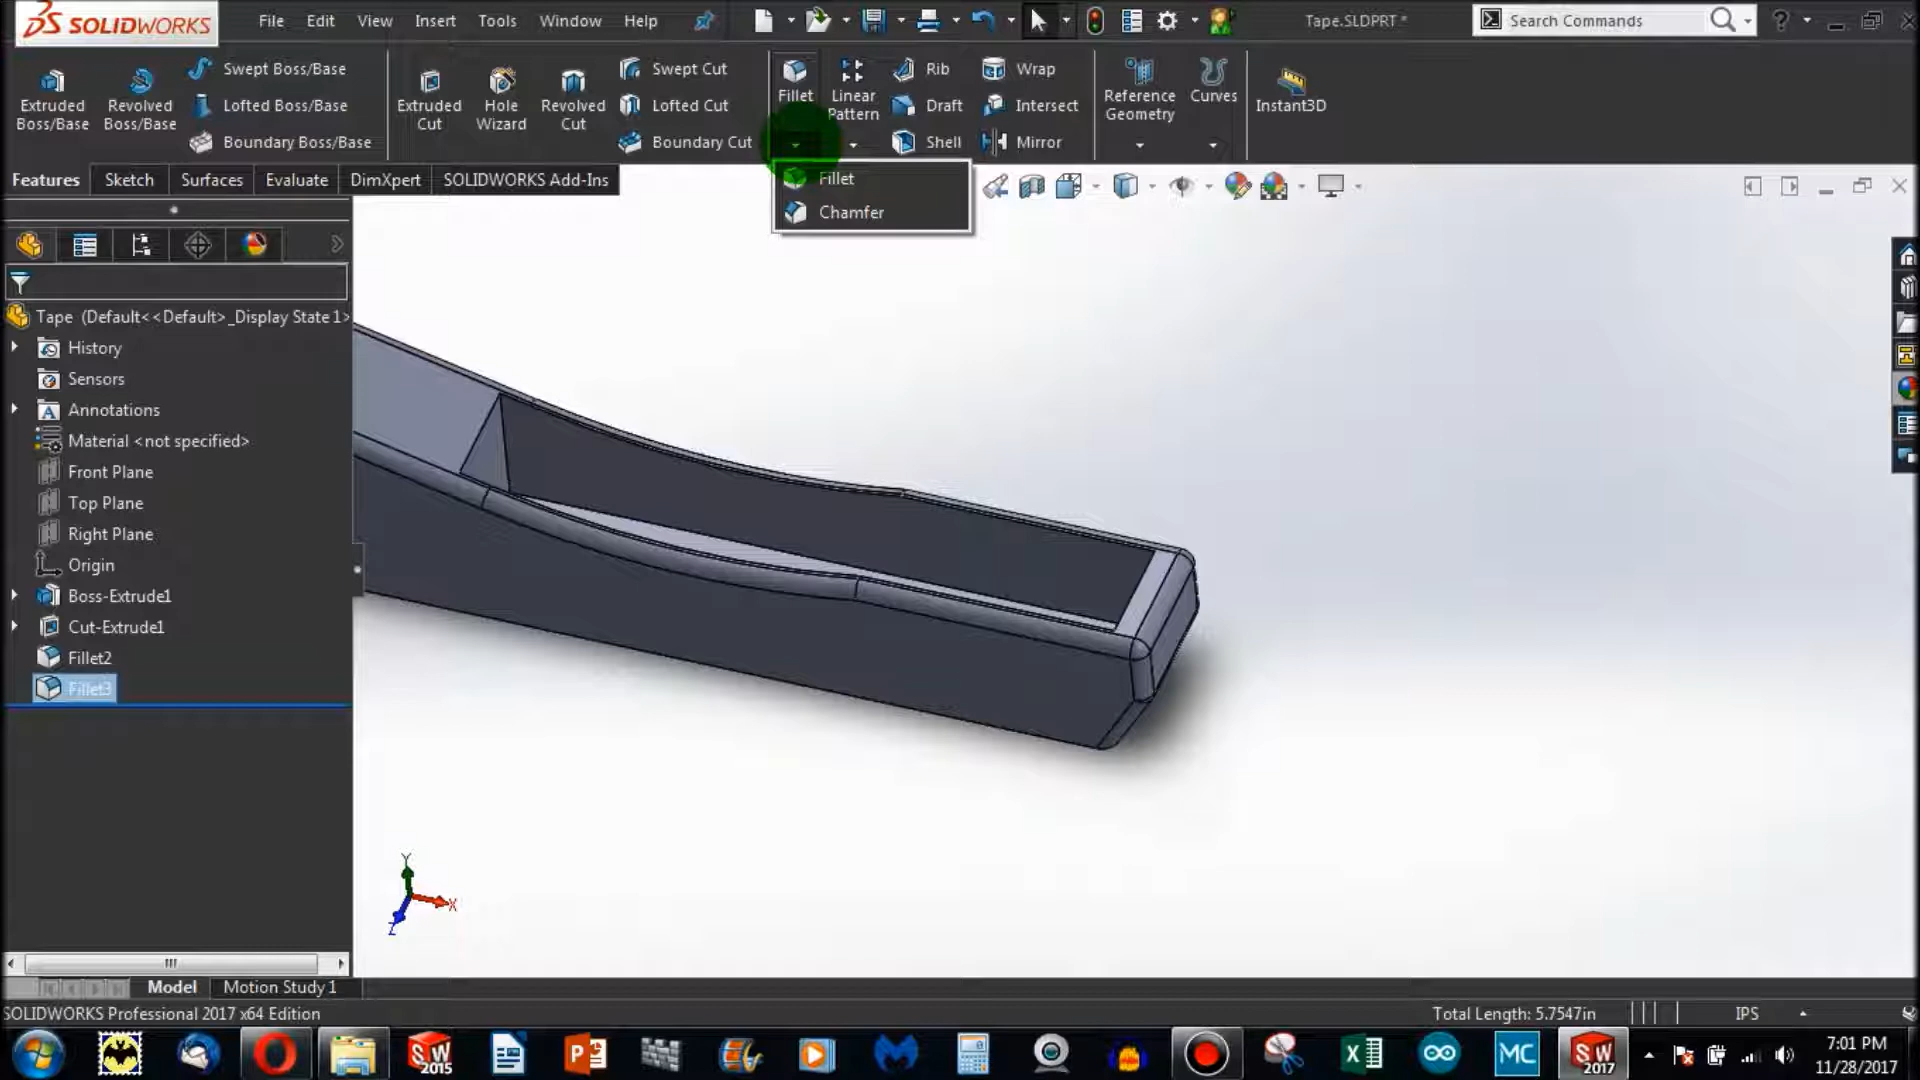 SOLIDWORKS File Edit View Insert Tools Window Help Tape.SLDPRT * Search Commands
Extruded Boss/Base
Revolved Boss/Base
Swept Boss/Base
Lofted Boss/Base
Boundary Boss/Base
Extruded Cut
Hole Wizard
Revolved Cut
Swept Cut
Lofted Cut
Boundary Cut
Fillet
Linear Pattern
Rib
Draft
Shell
Wrap
Intersect
Mirror
Reference Geometry
Curves
Instant3D
Features Sketch Surfaces Evaluate DimXpert SOLIDWORKS Add-Ins
Fillet
Chamfer
Tape (Default<<Default>_Display State 1>
History
Sensors
A Annotations
Material <not specified>
Front Plane
Top Plane
Right Plane
Origin
Boss-Extrude1
Cut-Extrude1
Fillet2
Fillet3
Y
X
Z
Model Motion Study 1
SOLIDWORKS Professional 2017 x64 Edition Total Length: 5.7547in IPS
SW 2015
P
X
MC
SW 2017
7:01 PM
11/28/2017